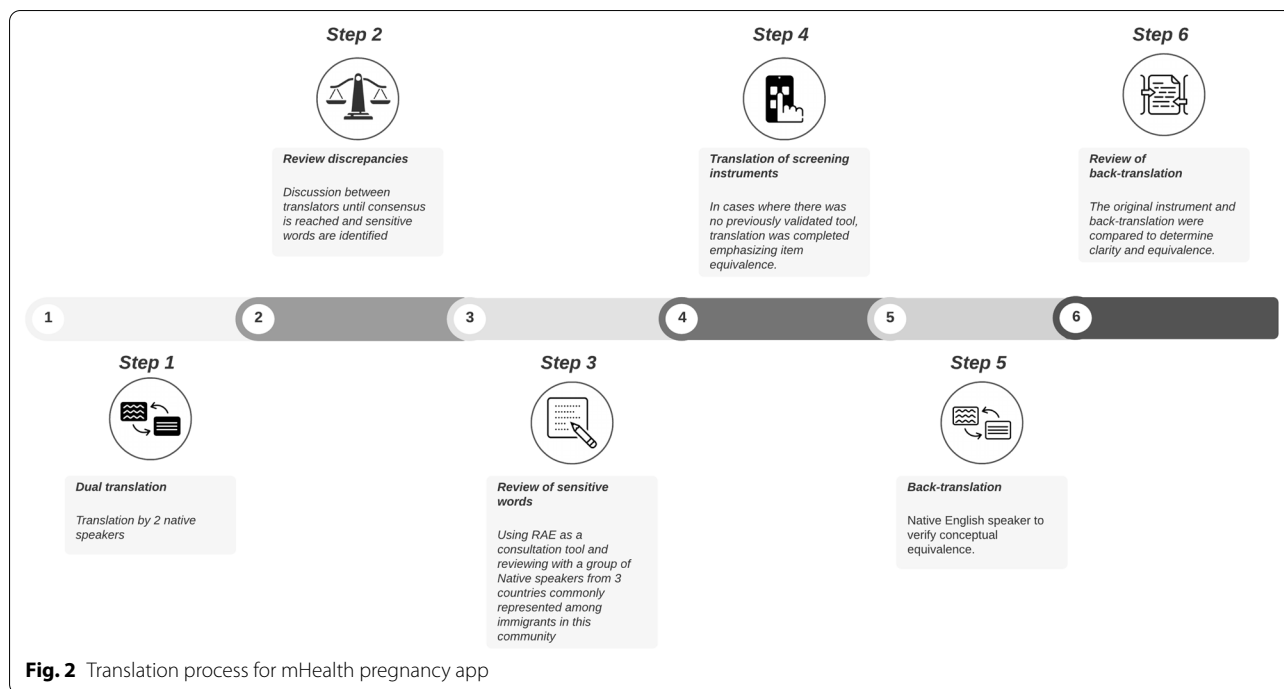 Step 2
Review discrepancies
Discussion between
translators until consensus
is reached and sensitive
words are identified
Step 4
Translation of screening
instruments
In cases where there was
no previously validated tool,
translation was completed
emphasizing item
equivalence.
Step 6
Review of
back-translation
The original instrument and
back-translation were
compared to determine
clarity and equivalence.
1
2
3
4
5
6
Step 1
Dual translation
Translation by 2 native
speakers
Step 3
Review of sensitive
words
Using RAE as a
consultation tool and
reviewing with a group of
Native speakers from 3
countries commonly
represented among
immigrants in this
community
Step 5
Back-translation
Native English speaker to
verify conceptual
equivalence.
Fig. 2 Translation process for mHealth pregnancy app